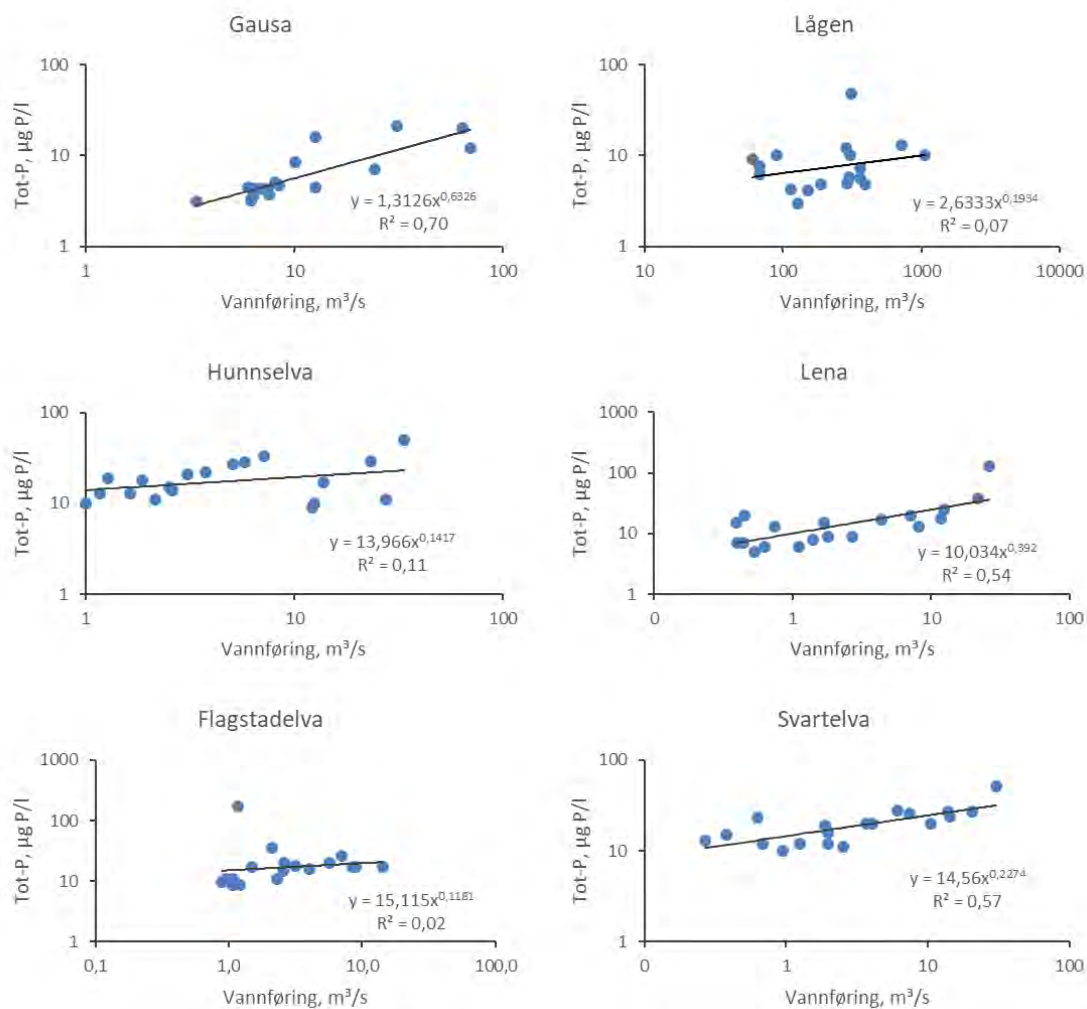 Gausa
Tot-P, µg P/l
100
10
1
y = 1,3126x^0,6326
R² = 0,70
1 10 100
Vannføring, m³/s
Lågen
Tot-P, µg P/l
100
10
1
y = 2,6333x^0,1934
R² = 0,07
10 100 1000 10000
Vannføring, m³/s
Hunnselva
Tot-P, µg P/l
100
10
1
y = 13,966x^0,1417
R² = 0,11
1 10 100
Vannføring, m³/s
Lena
Tot-P, µg P/l
1000
100
10
1
y = 10,034x^0,392
R² = 0,54
0 1 10 100
Vannføring, m³/s
Flagstadelva
Tot-P, µg P/l
1000
100
10
1
y = 15,115x^0,1181
R² = 0,02
0,1 1,0 10,0 100,0
Vannføring, m³/s
Svartelva
Tot-P, µg P/l
100
10
1
y = 14,56x^0,2274
R² = 0,57
0 1 10 100
Vannføring, m³/s